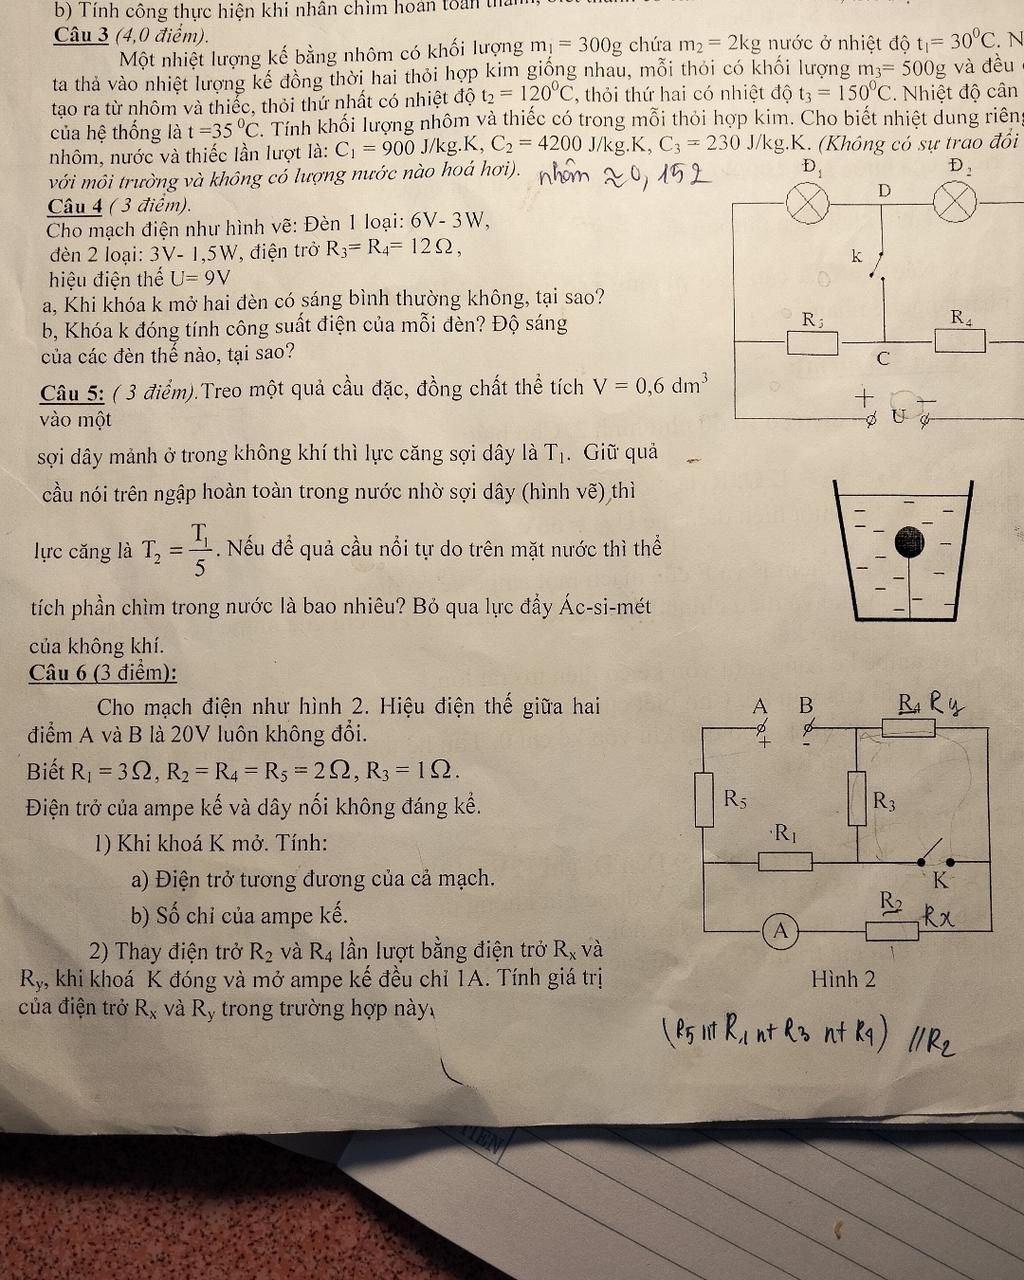 b) Tính công thực hiện khi nhấn chìm hoàn toàn thanh, biết thanh
Câu 3 (4,0 điểm).
Một nhiệt lượng kế bằng nhôm có khối lượng m₁ = 300g chứa m₂ = 2kg nước ở nhiệt độ t₁= 30⁰C. N
ta thả vào nhiệt lượng kế đồng thời hai thỏi hợp kim giống nhau, mỗi thỏi có khối lượng m₃= 500g và đều
tạo ra từ nhôm và thiếc, thỏi thứ nhất có nhiệt độ t₂ = 120⁰C, thỏi thứ hai có nhiệt độ t₃ = 150⁰C. Nhiệt độ cân
của hệ thống là t =35 ⁰C. Tính khối lượng nhôm và thiếc có trong mỗi thỏi hợp kim. Cho biết nhiệt dung riêng
nhôm, nước và thiếc lần lượt là: C₁ = 900 J/kg.K, C₂ = 4200 J/kg.K, C₃ = 230 J/kg.K. (Không có sự trao đổi
với môi trường và không có lượng nước nào hoá hơi). nhôm ≈ 0,152
Câu 4 ( 3 điểm).
Cho mạch điện như hình vẽ: Đèn 1 loại: 6V- 3W,
đèn 2 loại: 3V- 1,5W, điện trở R₃= R₄= 12Ω,
hiệu điện thế U= 9V
a, Khi khóa k mở hai đèn có sáng bình thường không, tại sao?
b, Khóa k đóng tính công suất điện của mỗi đèn? Độ sáng
của các đèn thế nào, tại sao?
Đ₁ D Đ₂
k
R₃ R₄
C
+ U −
Câu 5: ( 3 điểm). Treo một quả cầu đặc, đồng chất thể tích V = 0,6 dm³
vào một
sợi dây mảnh ở trong không khí thì lực căng sợi dây là T₁. Giữ quả
cầu nói trên ngập hoàn toàn trong nước nhờ sợi dây (hình vẽ) thì
lực căng là T₂ = T₁/5. Nếu để quả cầu nổi tự do trên mặt nước thì thể
tích phần chìm trong nước là bao nhiêu? Bỏ qua lực đẩy Ác-si-mét
của không khí.
Câu 6 (3 điểm):
Cho mạch điện như hình 2. Hiệu điện thế giữa hai
điểm A và B là 20V luôn không đổi.
Biết R₁ = 3Ω, R₂ = R₄ = R₅ = 2Ω, R₃ = 1Ω.
Điện trở của ampe kế và dây nối không đáng kể.
1) Khi khoá K mở. Tính:
a) Điện trở tương đương của cả mạch.
b) Số chỉ của ampe kế.
2) Thay điện trở R₂ và R₄ lần lượt bằng điện trở Rₓ và
Ry, khi khoá K đóng và mở ampe kế đều chỉ 1A. Tính giá trị
của điện trở Rₓ và Ry trong trường hợp này.
A B R₄ Ry
+ -
R₅ R₃
R₁
K
R₂ Rx
A
Hình 2
(R₅ nt R₁ nt R₃ nt R₄) // R₂